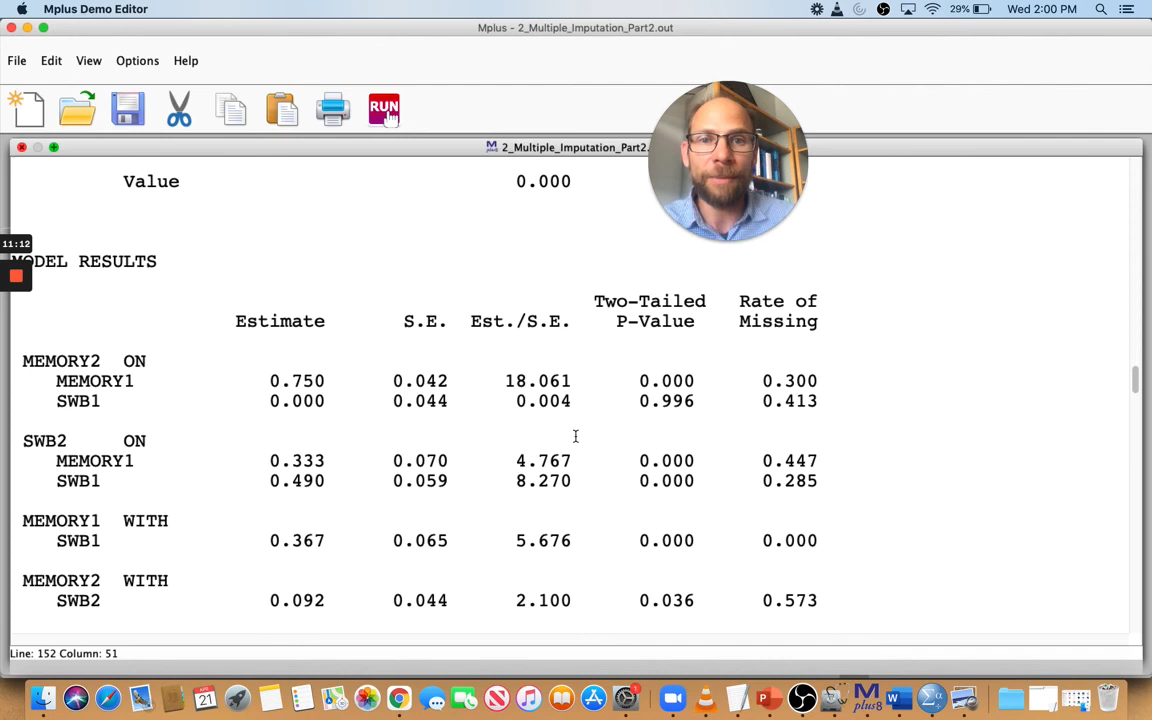 Mplus Demo Editor 29% Wed 2:00 PM
Mplus - 2_Multiple_Imputation_Part2.out
File Edit View Options Help
RUN
2_Multiple_Imputation_Part2.
Value 0.000
11:12
MODEL RESULTS
Two-Tailed Rate of
Estimate S.E. Est./S.E. P-Value Missing
MEMORY2 ON
MEMORY1 0.750 0.042 18.061 0.000 0.300
SWB1 0.000 0.044 0.004 0.996 0.413
SWB2 ON
MEMORY1 0.333 0.070 4.767 0.000 0.447
SWB1 0.490 0.059 8.270 0.000 0.285
MEMORY1 WITH
SWB1 0.367 0.065 5.676 0.000 0.000
MEMORY2 WITH
SWB2 0.092 0.044 2.100 0.036 0.573
Line: 152 Column: 51
APR
21
1
M
plus8
W